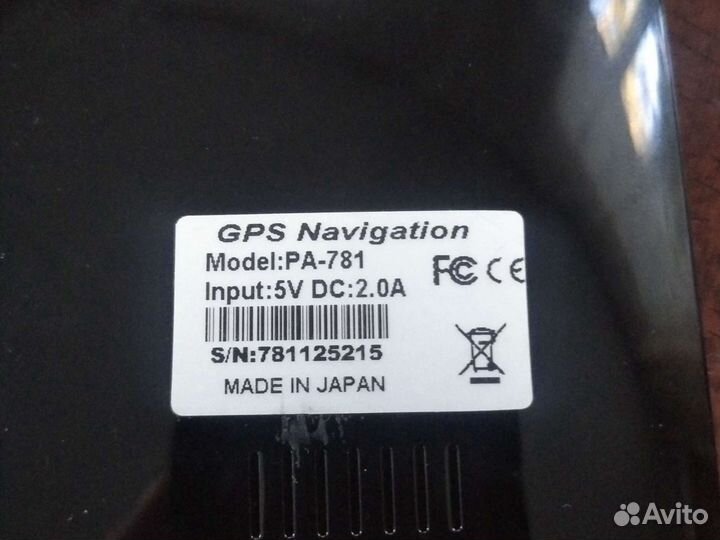 GPS Navigation
Model:PA-781
FC CE
Input:5V DC:2.0A
S/N:781125215
MADE IN JAPAN
Avito